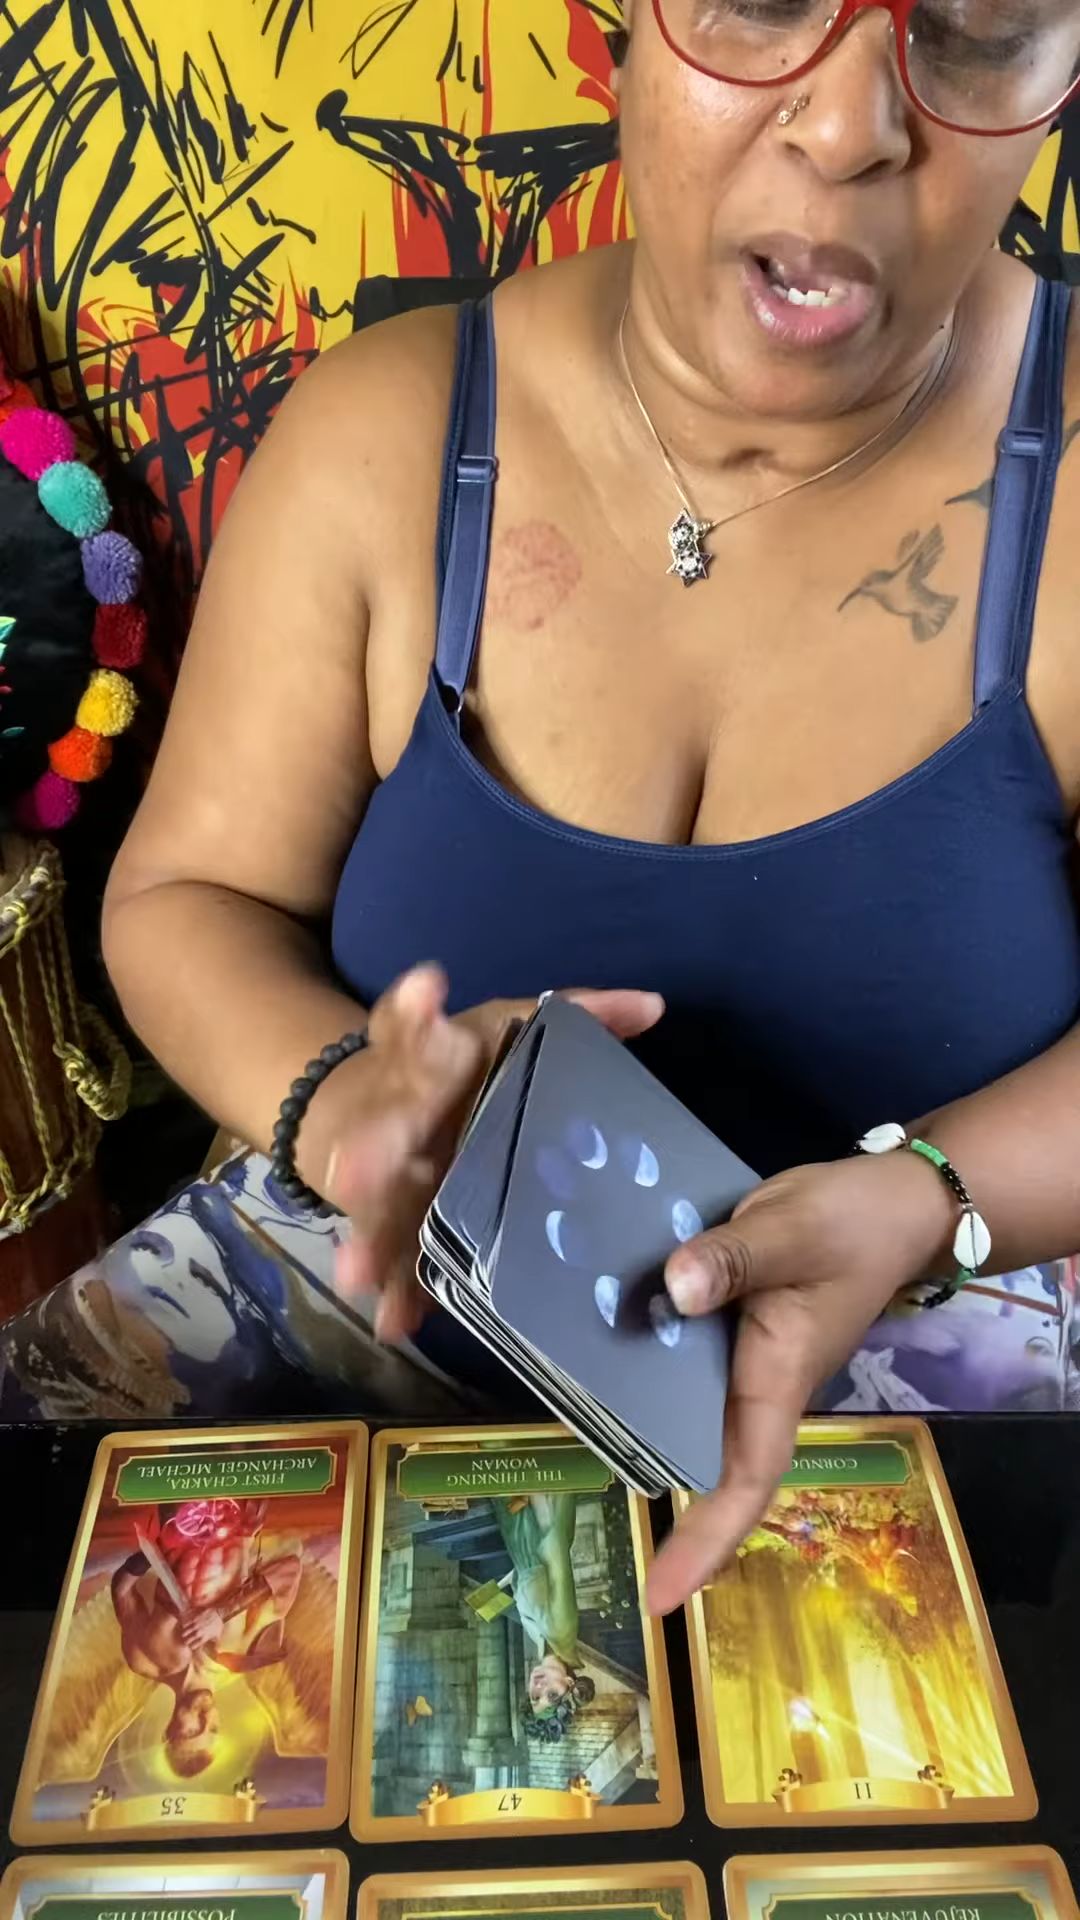 FIRST CHAKRA,
ARCHANGEL MICHAEL
35
THE THINKING
WOMAN
47
11
POSSIBILITIES
REJUVENATION